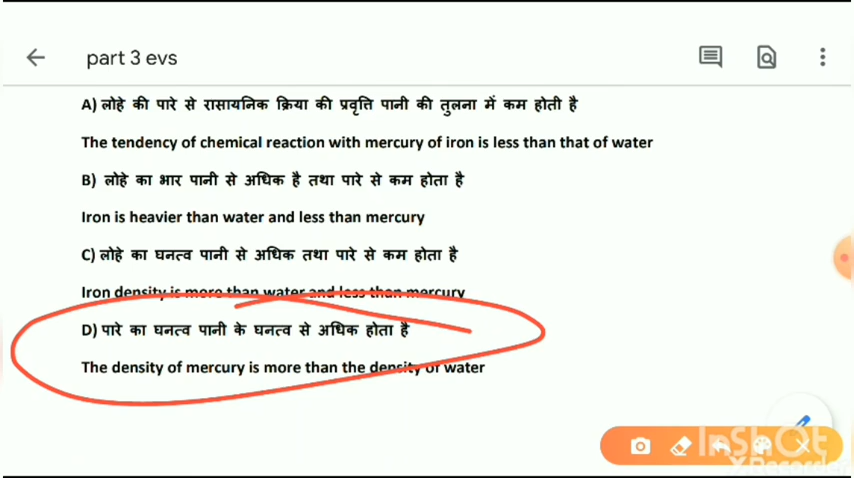 part 3 evs
A) लोहे की पारे से रासायनिक क्रिया की प्रवृत्ति पानी की तुलना में कम होती है
The tendency of chemical reaction with mercury of iron is less than that of water
B) लोहे का भार पानी से अधिक है तथा पारे से कम होता है
Iron is heavier than water and less than mercury
C) लोहे का घनत्व पानी से अधिक तथा पारे से कम होता है
Iron density is more than water and less than mercury
D) पारे का घनत्व पानी के घनत्व से अधिक होता है
The density of mercury is more than the density of water
InShOt
XRecorder